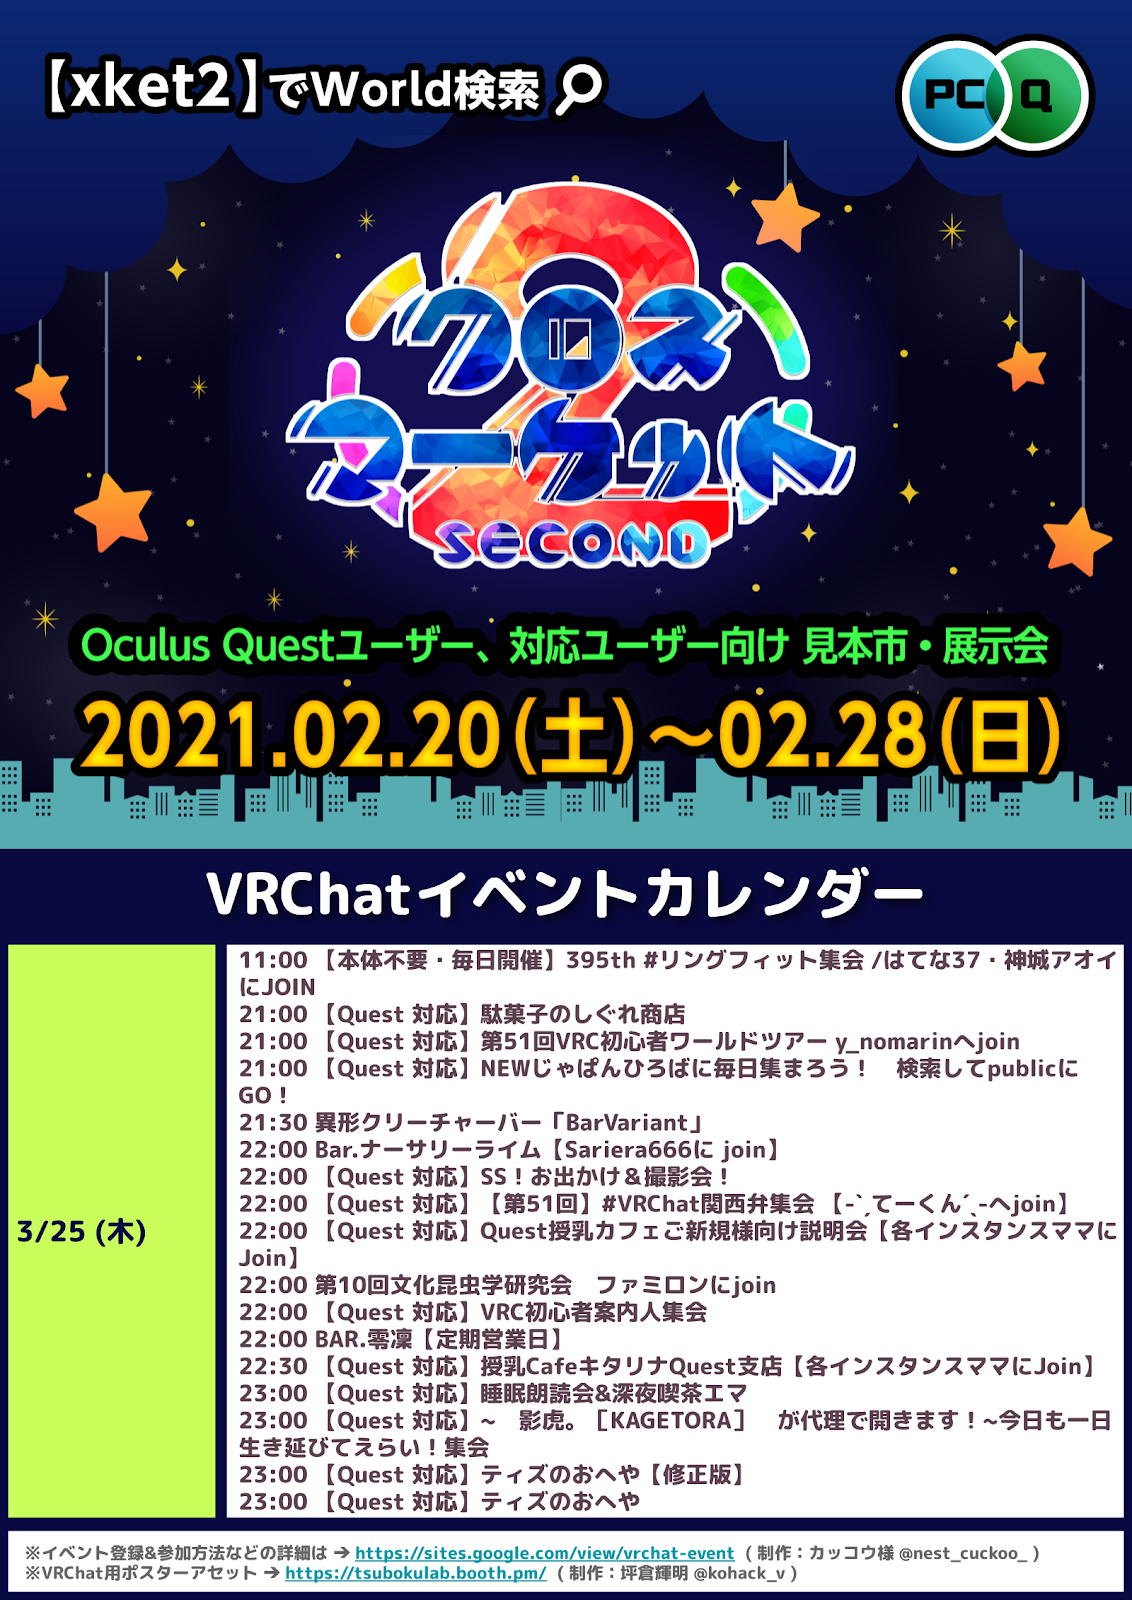 【xket2】でWorld検索
PC Q
2
クロス
マーケット
SECOND
Oculus Questユーザー、対応ユーザー向け 見本市・展示会
2021.02.20(土)～02.28(日)
VRChatイベントカレンダー
3/25 (木)
11:00 【本体不要・毎日開催】395th #リングフィット集会 /はてな37・神城アオイ
にJOIN
21:00 【Quest 対応】駄菓子のしぐれ商店
21:00 【Quest 対応】第51回VRC初心者ワールドツアー y_nomarinへjoin
21:00 【Quest 対応】NEWじゃぱんひろばに毎日集まろう！　検索してpublicに
GO！
21:30 異形クリーチャーバー「BarVariant」
22:00 Bar.ナーサリーライム【Sariera666に join】
22:00 【Quest 対応】SS！お出かけ＆撮影会！
22:00 【Quest 対応】【第51回】#VRChat関西弁集会 【-ˋˏてーくんˊˎ-へjoin】
22:00 【Quest 対応】Quest授乳カフェご新規様向け説明会【各インスタンスママに
Join】
22:00 第10回文化昆虫学研究会　ファミロンにjoin
22:00 【Quest 対応】VRC初心者案内人集会
22:00 BAR.零凜【定期営業日】
22:30 【Quest 対応】授乳CafeキタリナQuest支店【各インスタンスママにJoin】
23:00 【Quest 対応】睡眠朗読会&深夜喫茶エマ
23:00 【Quest 対応】~　影虎。［KAGETORA］　が代理で開きます！~今日も一日
生き延びてえらい！集会
23:00 【Quest 対応】ティズのおへや【修正版】
23:00 【Quest 対応】ティズのおへや
※イベント登録&参加方法などの詳細は ➔ https://sites.google.com/view/vrchat-event （ 制作：カッコウ様 @nest_cuckoo_ ）
※VRChat用ポスターアセット ➔ https://tsubokulab.booth.pm/ （ 制作：坪倉輝明 @kohack_v ）